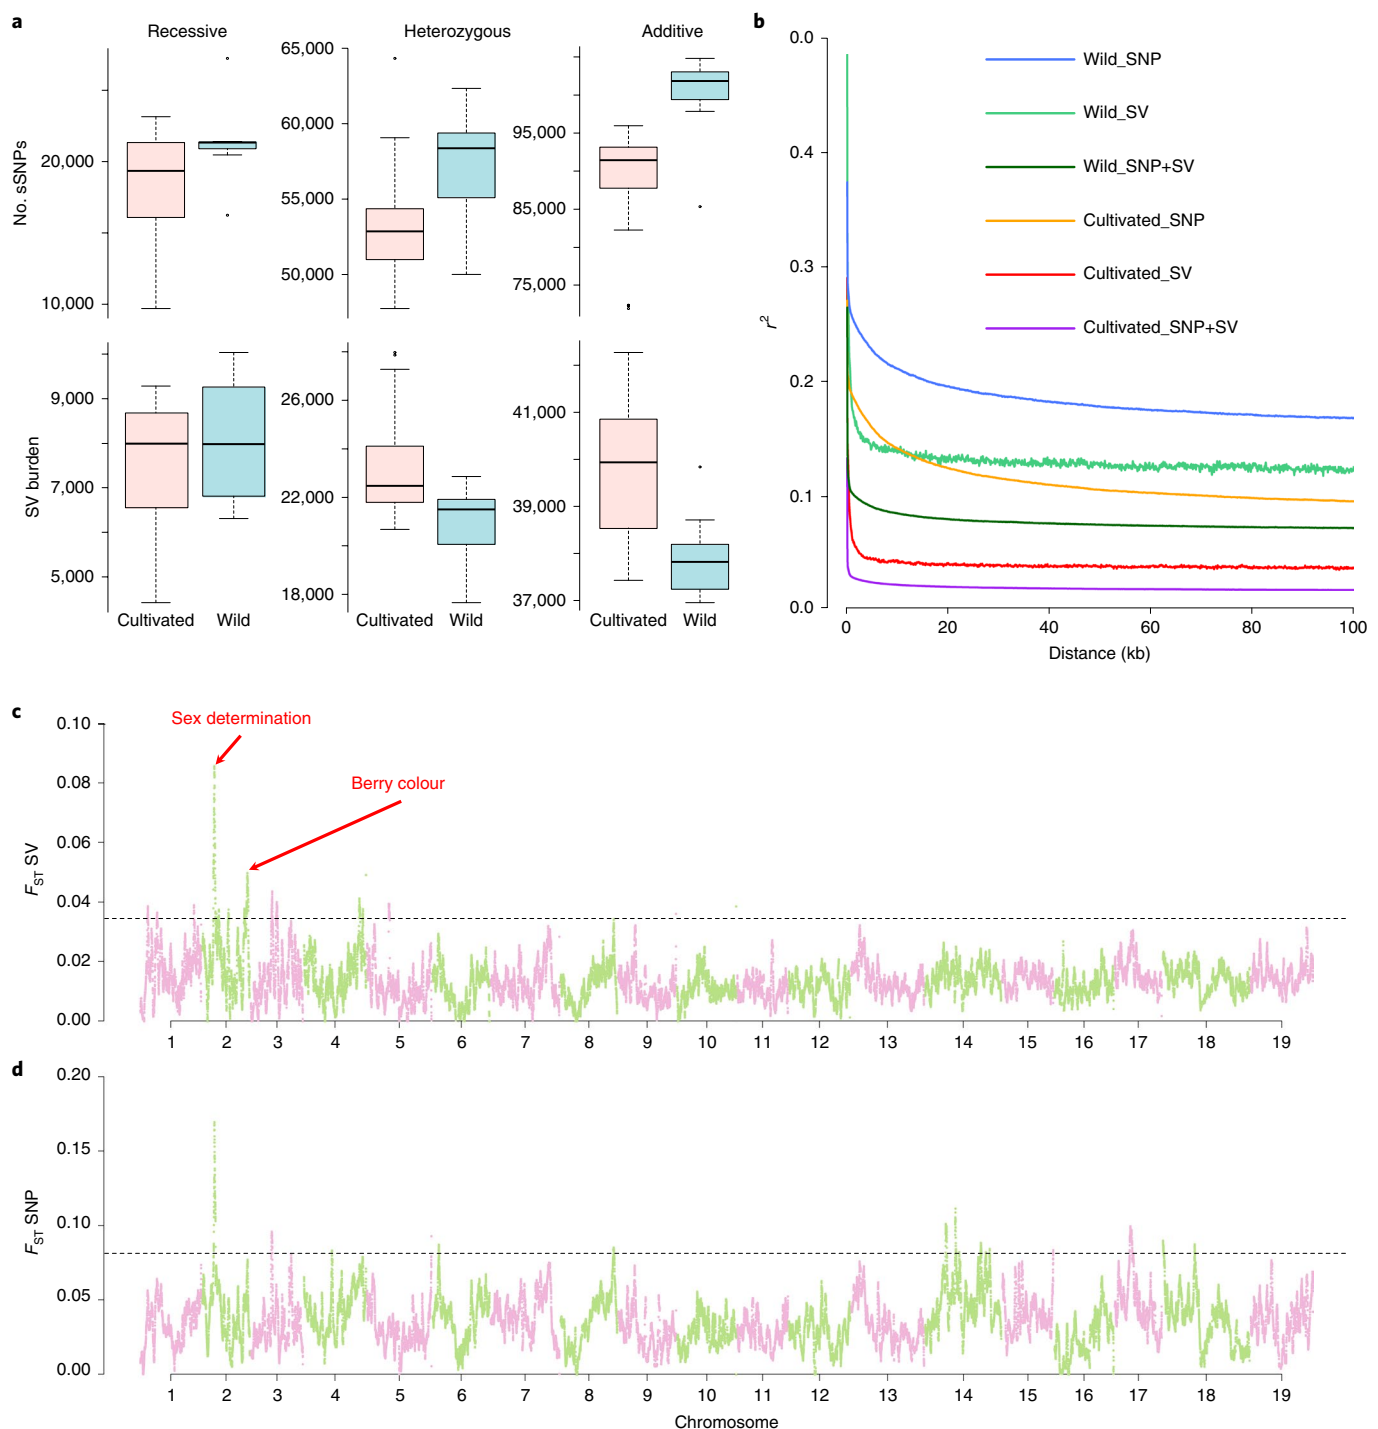 a
Recessive
Heterozygous
Additive
No. sSNPs
20,000
10,000
65,000
60,000
55,000
50,000
95,000
85,000
75,000
SV burden
9,000
7,000
5,000
26,000
22,000
18,000
41,000
39,000
37,000
Cultivated Wild
Cultivated Wild
Cultivated Wild
b
0.0
0.4
0.3
0.2
0.1
0.0
r2
Wild_SNP
Wild_SV
Wild_SNP+SV
Cultivated_SNP
Cultivated_SV
Cultivated_SNP+SV
0 20 40 60 80 100
Distance (kb)
c
Sex determination
Berry colour
0.10
0.08
0.06
0.04
0.02
0.00
FST SV
1 2 3 4 5 6 7 8 9 10 11 12 13 14 15 16 17 18 19
d
0.20
0.15
0.10
0.05
0.00
FST SNP
1 2 3 4 5 6 7 8 9 10 11 12 13 14 15 16 17 18 19
Chromosome